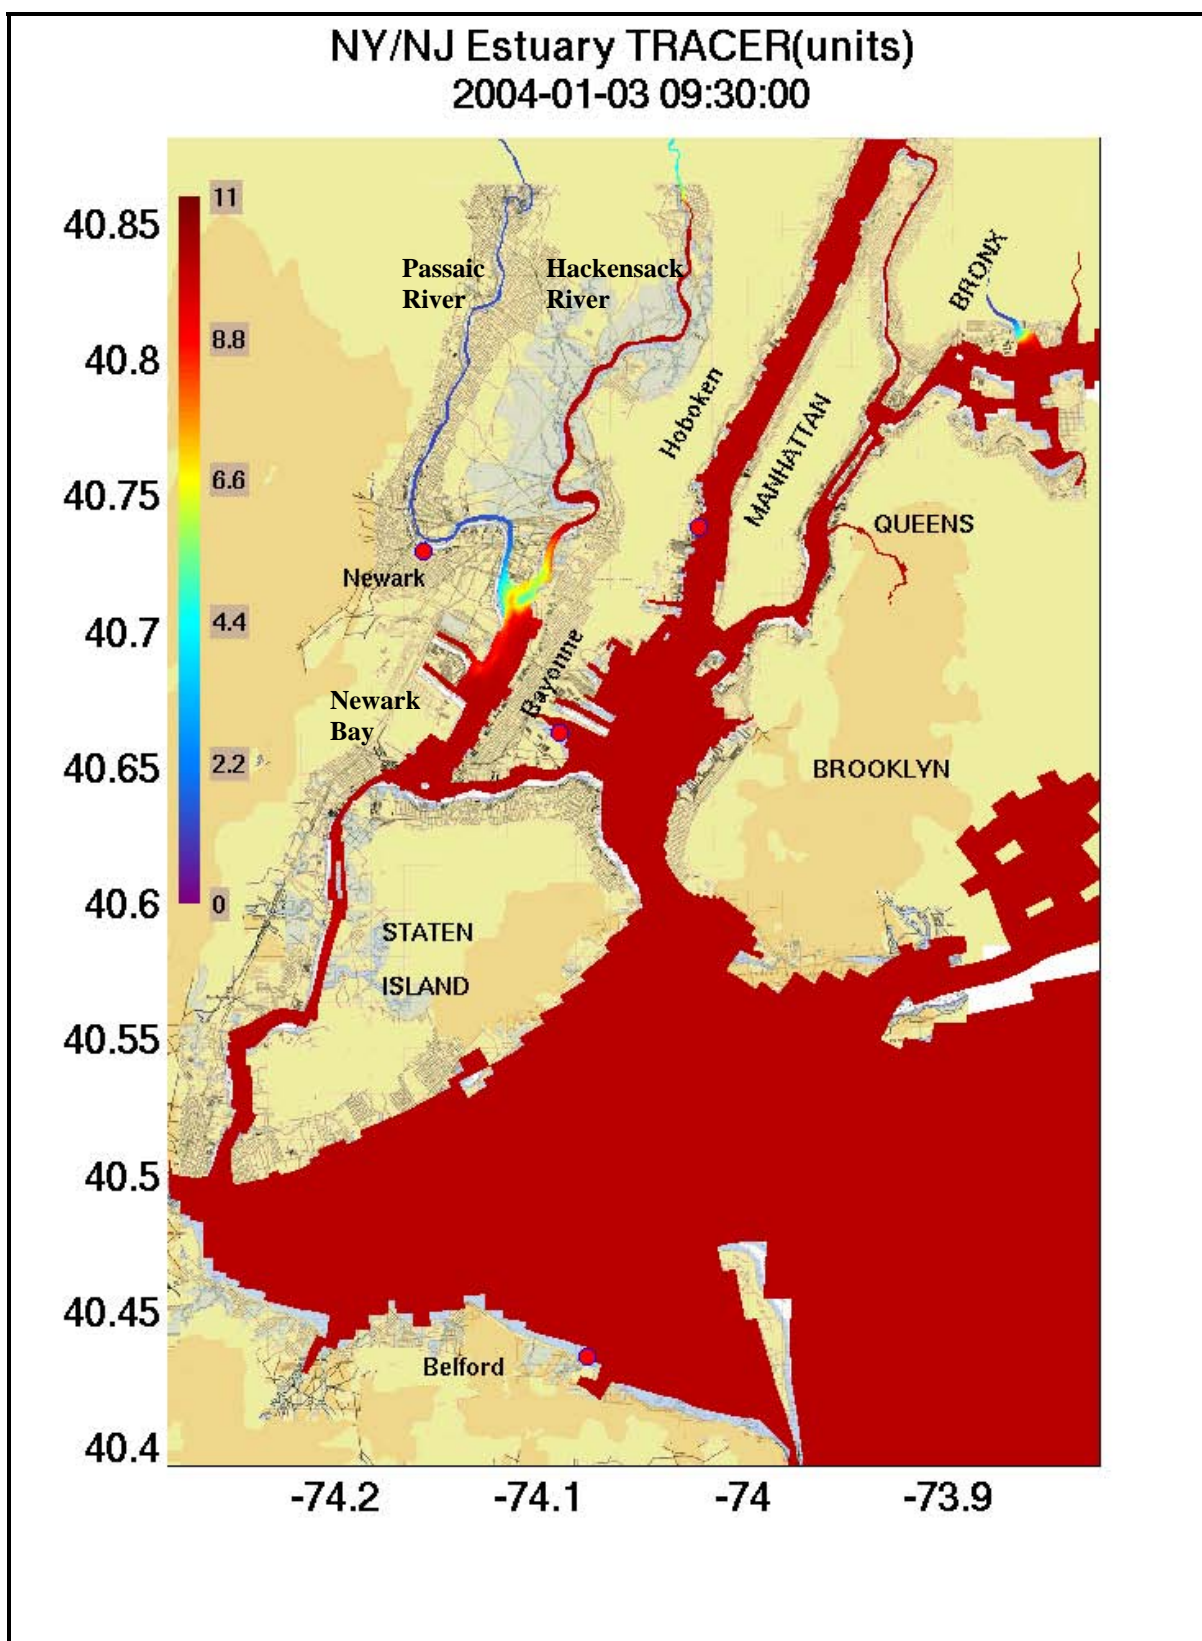 NY/NJ Estuary TRACER(units)
2004-01-03 09:30:00
11
8.8
6.6
4.4
2.2
0
40.85
40.8
40.75
40.7
40.65
40.6
40.55
40.5
40.45
40.4
Passaic
River
Hackensack
River
BRONX
Hoboken
MANHATTAN
QUEENS
Newark
Newark
Bay
Bayonne
BROOKLYN
STATEN
ISLAND
Belford
-74.2
-74.1
-74
-73.9